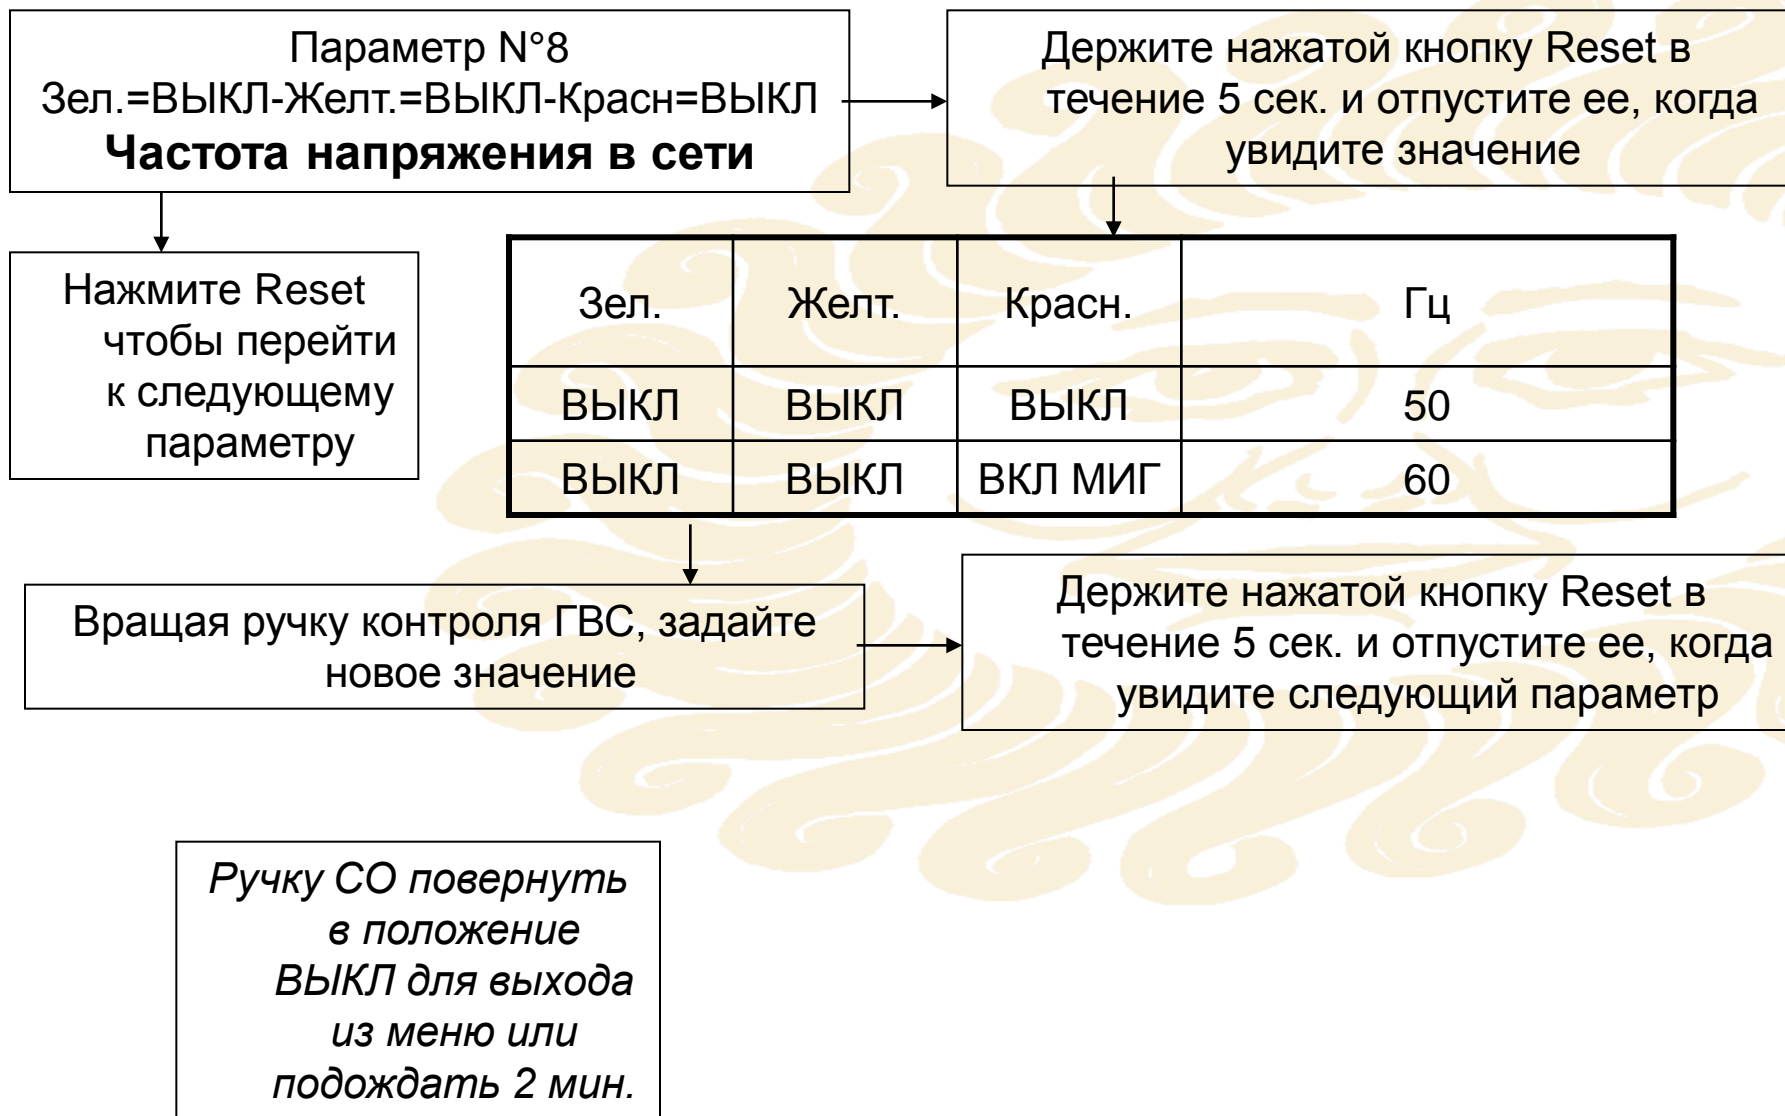 Параметр N°8
Зел.=ВЫКЛ-Желт.=ВЫКЛ-Красн=ВЫКЛ
Частота напряжения в сети
Держите нажатой кнопку Reset в
течение 5 сек. и отпустите ее, когда
увидите значение
Нажмите Reset
чтобы перейти
к следующему
параметру
Зел. Желт. Красн. Гц
ВЫКЛ ВЫКЛ ВЫКЛ 50
ВЫКЛ ВЫКЛ ВКЛ МИГ 60
Вращая ручку контроля ГВС, задайте
новое значение
Держите нажатой кнопку Reset в
течение 5 сек. и отпустите ее, когда
увидите следующий параметр
Ручку СО повернуть
в положение
ВЫКЛ для выхода
из меню или
подождать 2 мин.